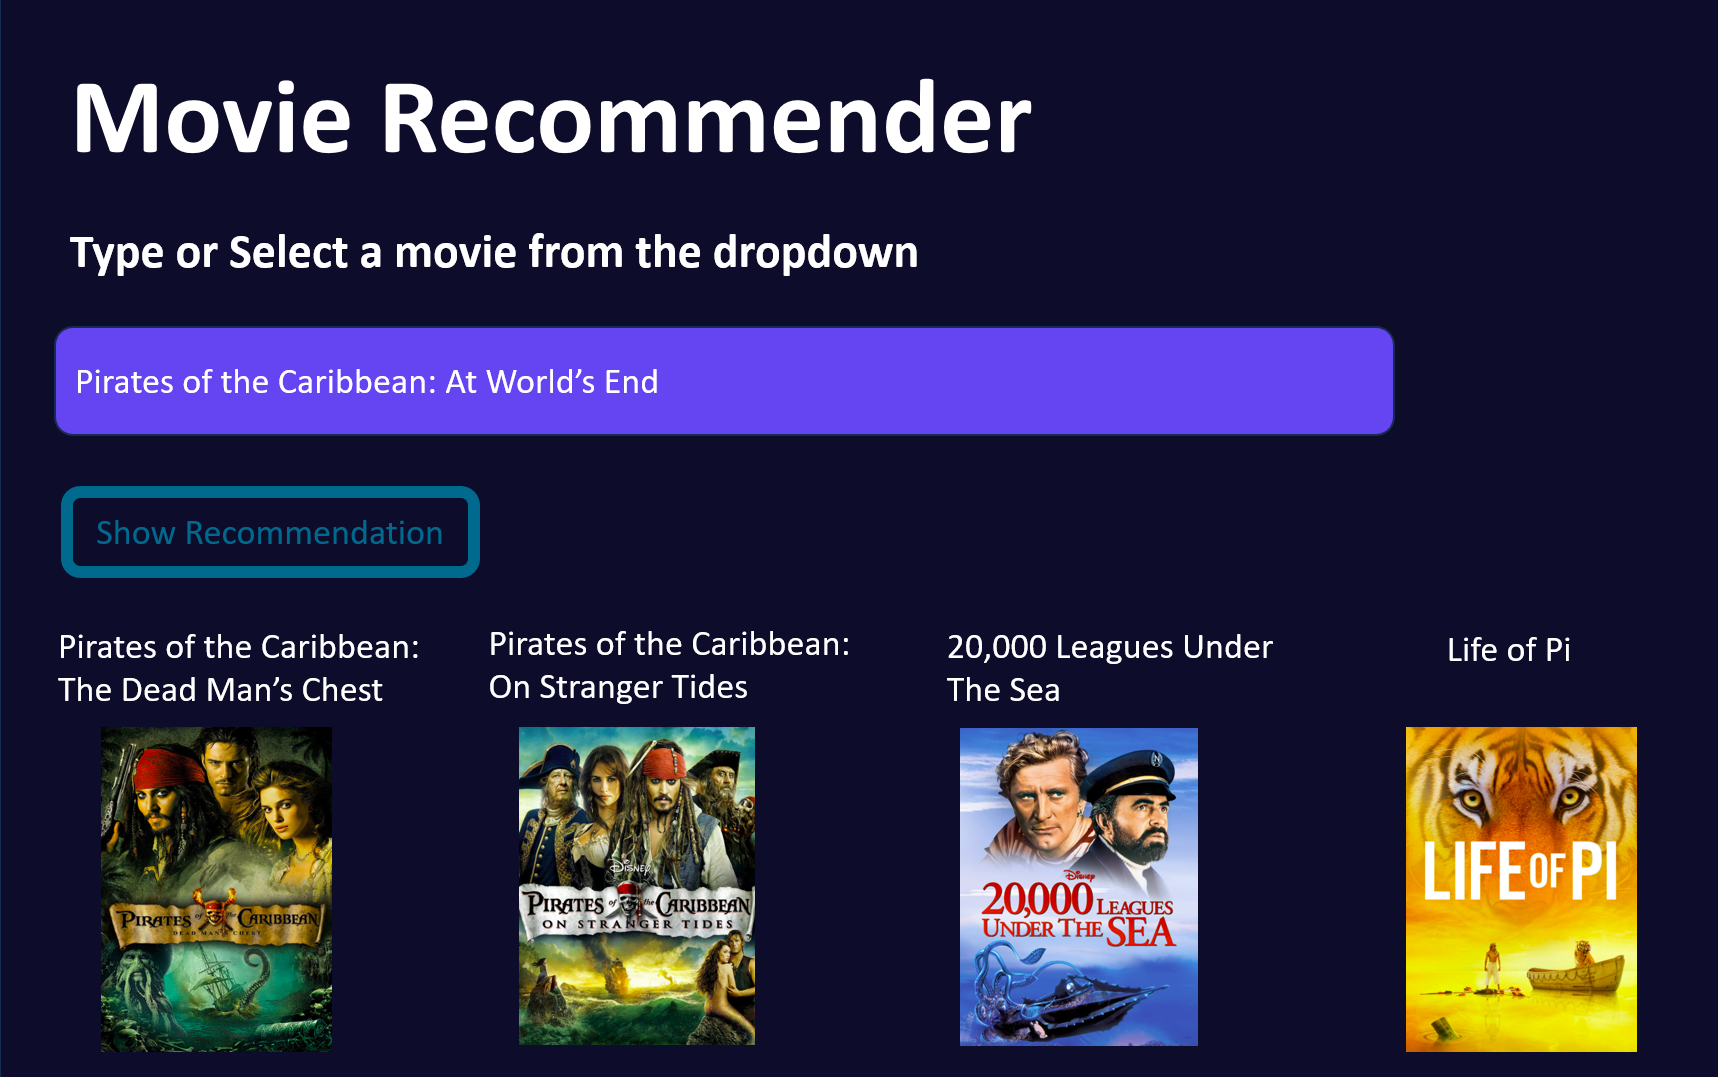 Movie Recommender
Type or Select a movie from the dropdown
Pirates of the Caribbean: At World’s End
Show Recommendation
Pirates of the Caribbean:
The Dead Man’s Chest
Pirates of the Caribbean:
On Stranger Tides
20,000 Leagues Under
The Sea
Life of Pi
PIRATES of the CARIBBEAN
DEAD MAN'S CHEST
DISNEY
PIRATES of the CARIBBEAN
ON STRANGER TIDES
Disney
20,000 LEAGUES
UNDER THE SEA
LIFE OF PI